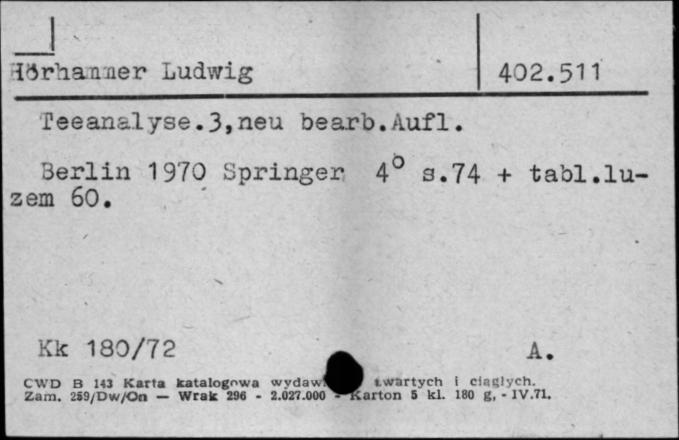 Hörhammer Ludwig 402.511
Teeanalyse.3,neu bearb.Aufl.
Berlin 1970 Springer 4° s.74 + tabl.lu-
zem 60.
Kk 180/72 A.
CWD B 143 Karta katalogowa wydaw twartych i ciągłych.
Zam. 259/Dw/On — Wrak 296 - 2.027.000 - Karton 5 kl. 180 g, - IV.71.